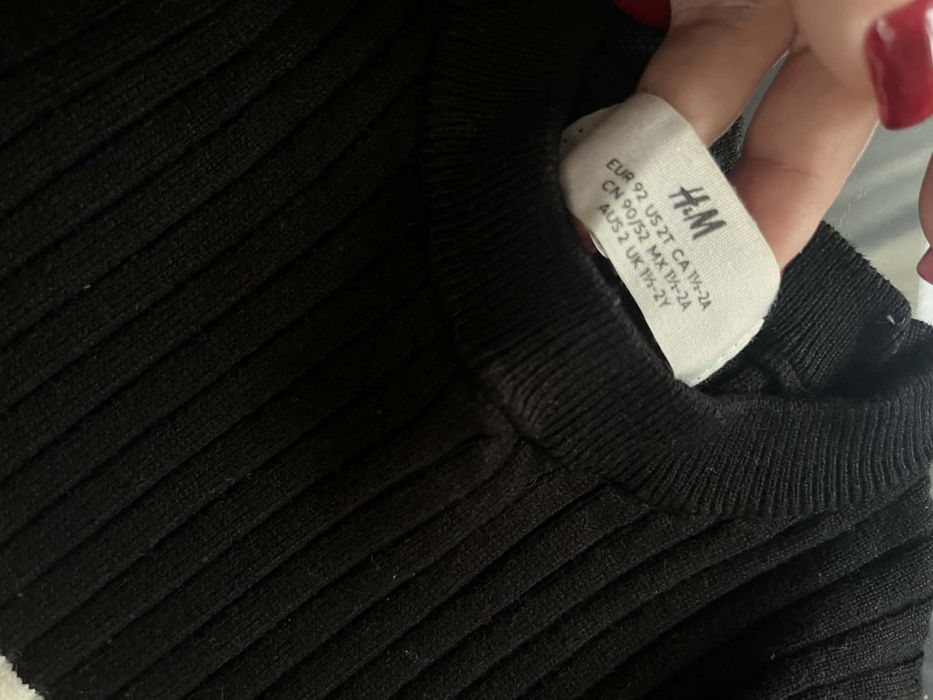 H&M
EUR 92 US 2T CA 1½-2A
CN 90/52 MX 1½-2A
AUS 2 UK 1½-2Y